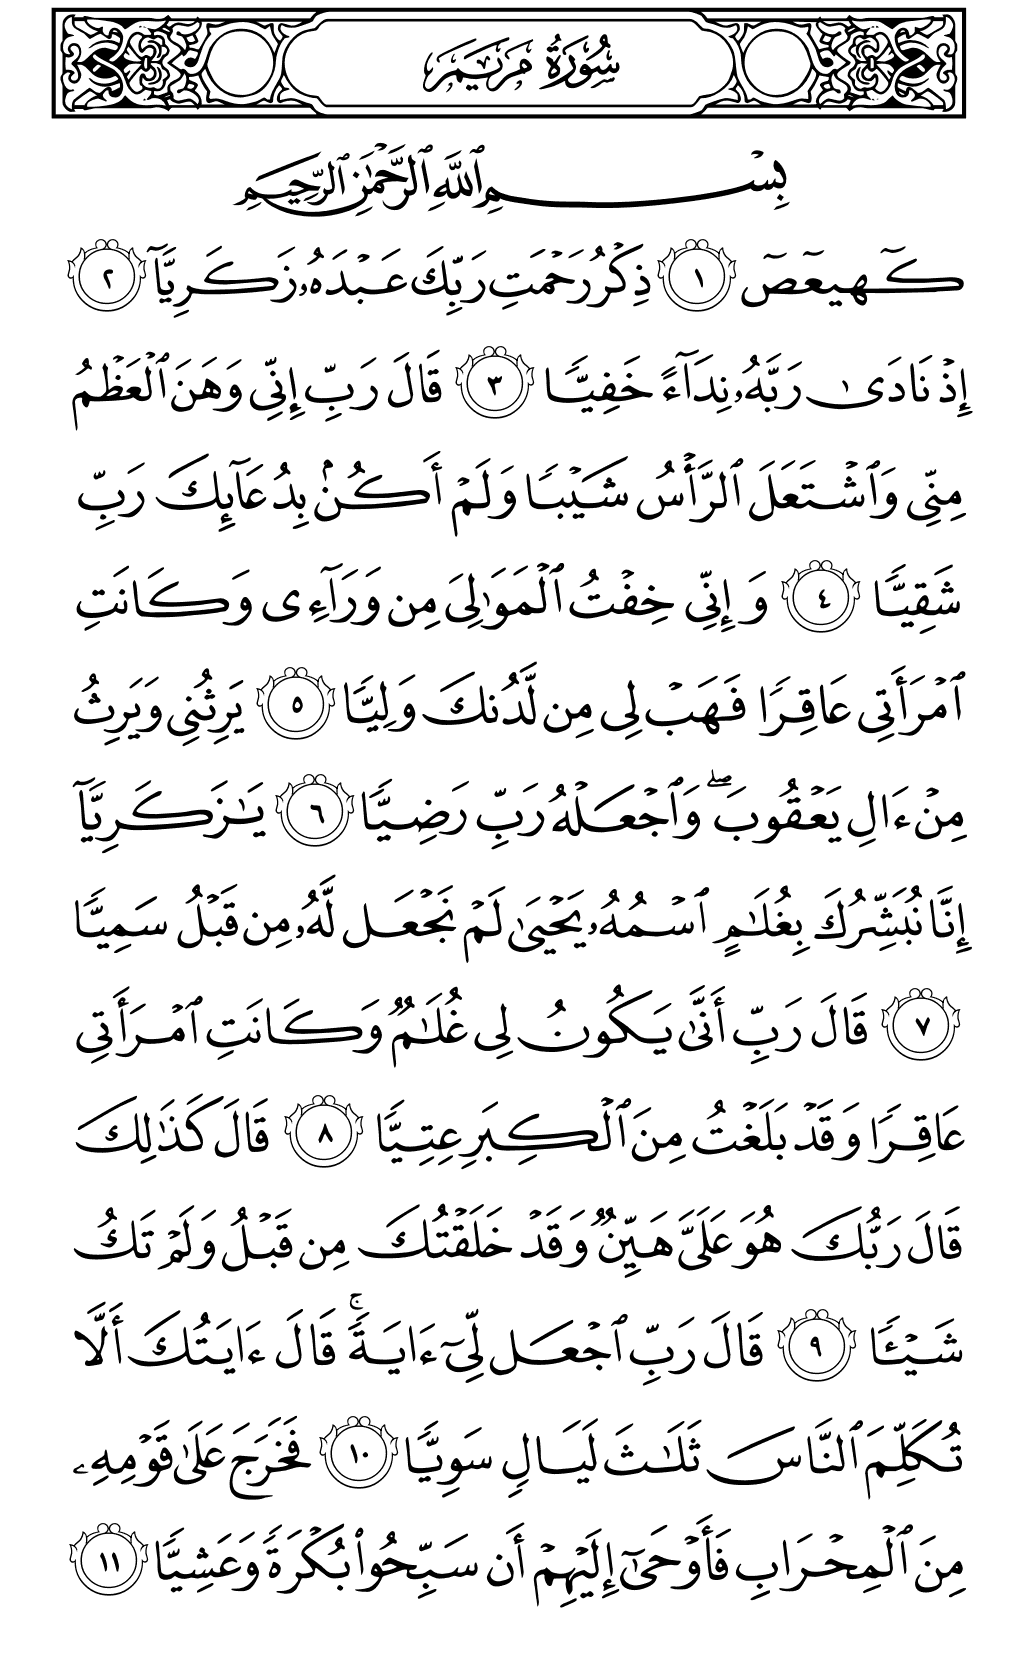 سُورَةُ مَرۡيَمَ
بِسۡمِ ٱللَّهِ ٱلرَّحۡمَٰنِ ٱلرَّحِيمِ
كٓهيعٓصٓ ١ ذِكۡرُ رَحۡمَتِ رَبِّكَ عَبۡدَهُۥ زَكَرِيَّآ ٢
إِذۡ نَادَىٰ رَبَّهُۥ نِدَآءً خَفِيّٗا ٣ قَالَ رَبِّ إِنِّي وَهَنَ ٱلۡعَظۡمُ
مِنِّي وَٱشۡتَعَلَ ٱلرَّأۡسُ شَيۡبٗا وَلَمۡ أَكُنۢ بِدُعَآئِكَ رَبِّ
شَقِيّٗا ٤ وَإِنِّي خِفۡتُ ٱلۡمَوَٰلِيَ مِن وَرَآءِي وَكَانَتِ
ٱمۡرَأَتِي عَاقِرٗا فَهَبۡ لِي مِن لَّدُنكَ وَلِيّٗا ٥ يَرِثُنِي وَيَرِثُ
مِنۡ ءَالِ يَعۡقُوبَۖ وَٱجۡعَلۡهُ رَبِّ رَضِيّٗا ٦ يَٰزَكَرِيَّآ
إِنَّا نُبَشِّرُكَ بِغُلَٰمٍ ٱسۡمُهُۥ يَحۡيَىٰ لَمۡ نَجۡعَل لَّهُۥ مِن قَبۡلُ سَمِيّٗا
٧ قَالَ رَبِّ أَنَّىٰ يَكُونُ لِي غُلَٰمٞ وَكَانَتِ ٱمۡرَأَتِي
عَاقِرٗا وَقَدۡ بَلَغۡتُ مِنَ ٱلۡكِبَرِ عِتِيّٗا ٨ قَالَ كَذَٰلِكَ
قَالَ رَبُّكَ هُوَ عَلَيَّ هَيِّنٞ وَقَدۡ خَلَقۡتُكَ مِن قَبۡلُ وَلَمۡ تَكُ
شَيۡـٔٗا ٩ قَالَ رَبِّ ٱجۡعَل لِّيٓ ءَايَةٗۚ قَالَ ءَايَتُكَ أَلَّا
تُكَلِّمَ ٱلنَّاسَ ثَلَٰثَ لَيَالٖ سَوِيّٗا ١٠ فَخَرَجَ عَلَىٰ قَوۡمِهِۦ
مِنَ ٱلۡمِحۡرَابِ فَأَوۡحَىٰٓ إِلَيۡهِمۡ أَن سَبِّحُواْ بُكۡرَةٗ وَعَشِيّٗا ١١